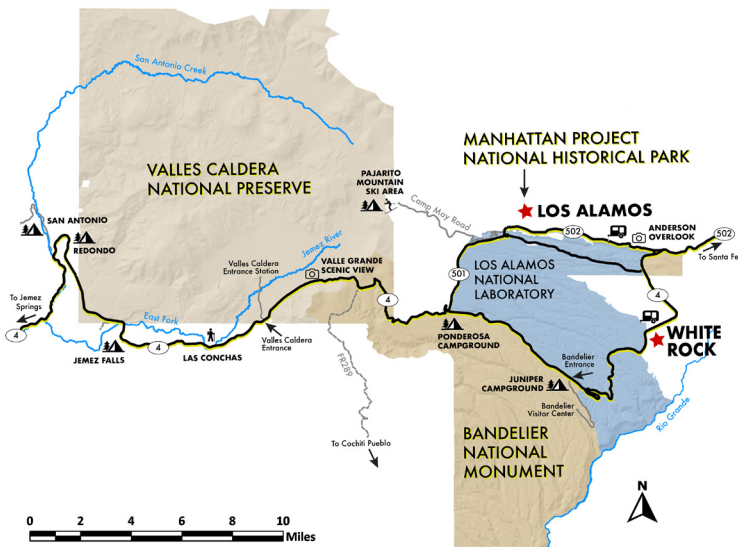 San Antonio Creek
VALLES CALDERA
NATIONAL PRESERVE
MANHATTAN PROJECT
NATIONAL HISTORICAL PARK
PAJARITO
MOUNTAIN
SKI AREA
Camp May Road
LOS ALAMOS
502
ANDERSON
OVERLOOK
502
To Santa Fe
SAN ANTONIO
REDONDO
Jemez River
Valles Caldera
Entrance Station
VALLE GRANDE
SCENIC VIEW
501
LOS ALAMOS
NATIONAL
LABORATORY
4
To Jemez
Springs
4
East Fork
4
JEMEZ FALLS
4
LAS CONCHAS
Valles Caldera
Entrance
FR289
PONDEROSA
CAMPGROUND
WHITE
ROCK
Bandelier
Entrance
JUNIPER
CAMPGROUND
Bandelier
Visitor Center
Rio Grande
To Cochiti Pueblo
BANDELIER
NATIONAL
MONUMENT
N
0 2 4 6 8 10
Miles